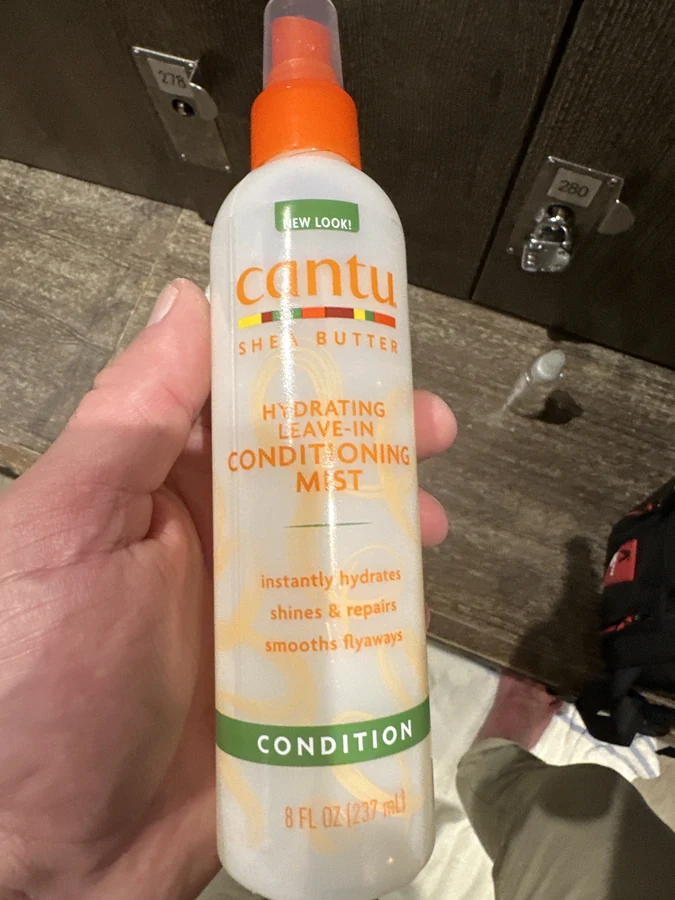 278
280
NEW LOOK!
cantu
SHEA BUTTER
HYDRATING
LEAVE-IN
CONDITIONING
MIST
instantly hydrates
shines & repairs
smooths flyaways
CONDITION
8 FL OZ (237 mL)